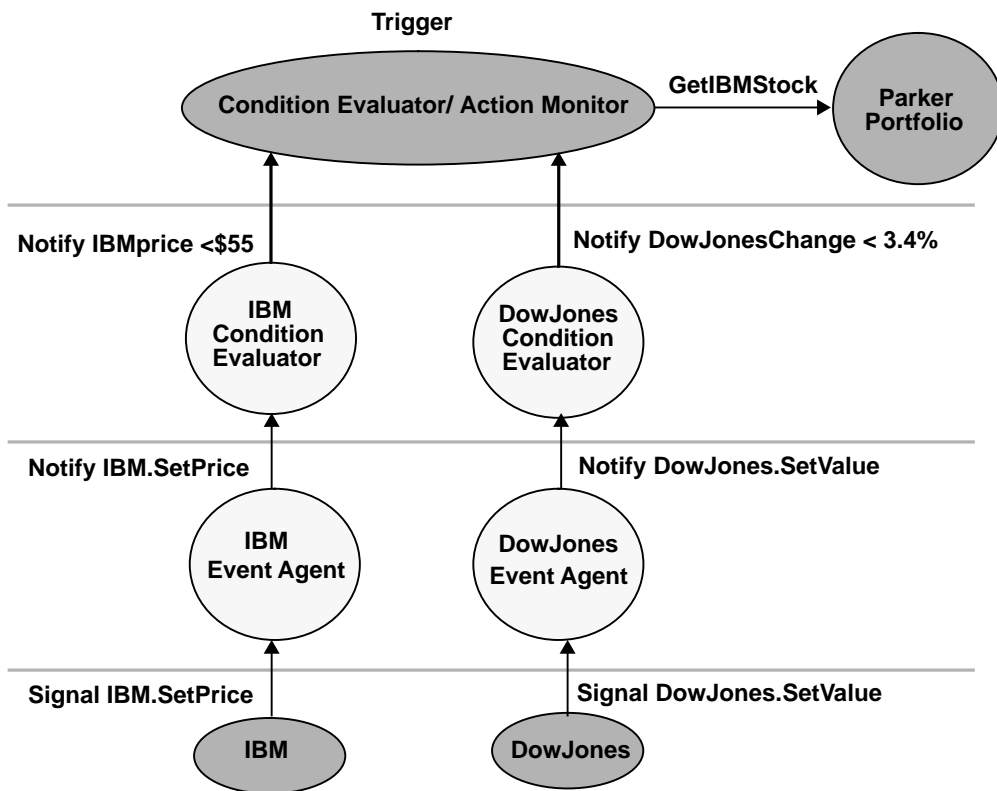 Trigger
Condition Evaluator/ Action Monitor
GetIBMStock
Parker
Portfolio
Notify IBMprice <$55
Notify DowJonesChange < 3.4%
IBM
Condition
Evaluator
DowJones
Condition
Evaluator
Notify IBM.SetPrice
Notify DowJones.SetValue
IBM
Event Agent
DowJones
Event Agent
Signal IBM.SetPrice
Signal DowJones.SetValue
IBM
DowJones